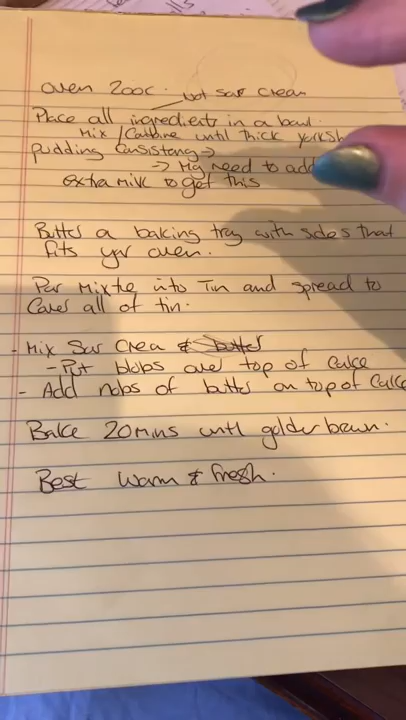 oven 200c. not sour cream
Place all ingredients in a bowl.
Mix / Combine until thick yorksh
pudding consistency →
→ My need to add
extra milk to get this
Butter a baking tray with sides that
fits yr oven.
Pour Mixture into Tin and spread to
Cover all of tin.
- Mix Sour Cream & butter
- Put blobs over top of cake
- Add nobs of butter on top of cake
Bake 20mins until golden brown.
Best Warm & Fresh.